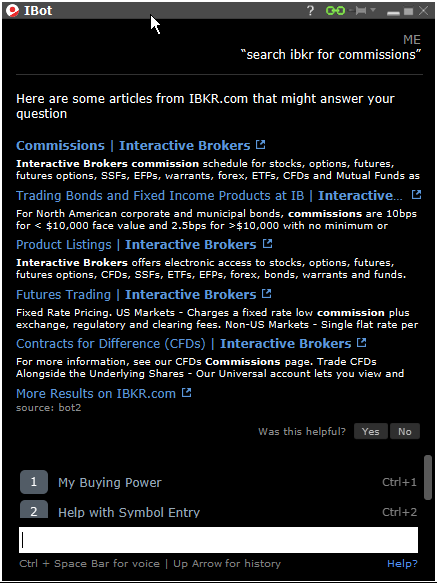 IBot ?
ME
“search ibkr for commissions”
Here are some articles from IBKR.com that might answer your
question
Commissions | Interactive Brokers
Interactive Brokers commission schedule for stocks, options, futures,
futures options, SSFs, EFPs, warrants, forex, ETFs, CFDs and Mutual Funds as
Trading Bonds and Fixed Income Products at IB | Interactive...
For North American corporate and municipal bonds, commissions are 10bps
for < $10,000 face value and 2.5bps for >$10,000 with no minimum or
Product Listings | Interactive Brokers
Interactive Brokers offers electronic access to stocks, options, futures,
futures options, CFDs, SSFs, ETFs, EFPs, forex, bonds, warrants and funds.
Futures Trading | Interactive Brokers
Fixed Rate Pricing. US Markets - Charges a fixed rate low commission plus
exchange, regulatory and clearing fees. Non-US Markets - Single flat rate per
Contracts for Difference (CFDs) | Interactive Brokers
For more information, see our CFDs Commissions page. Trade CFDs
Alongside the Underlying Shares - Our Universal account lets you view and
More Results on IBKR.com
source: bot2
Was this helpful? Yes No
1 My Buying Power Ctrl+1
2 Help with Symbol Entry Ctrl+2
Ctrl + Space Bar for voice | Up Arrow for history Help?